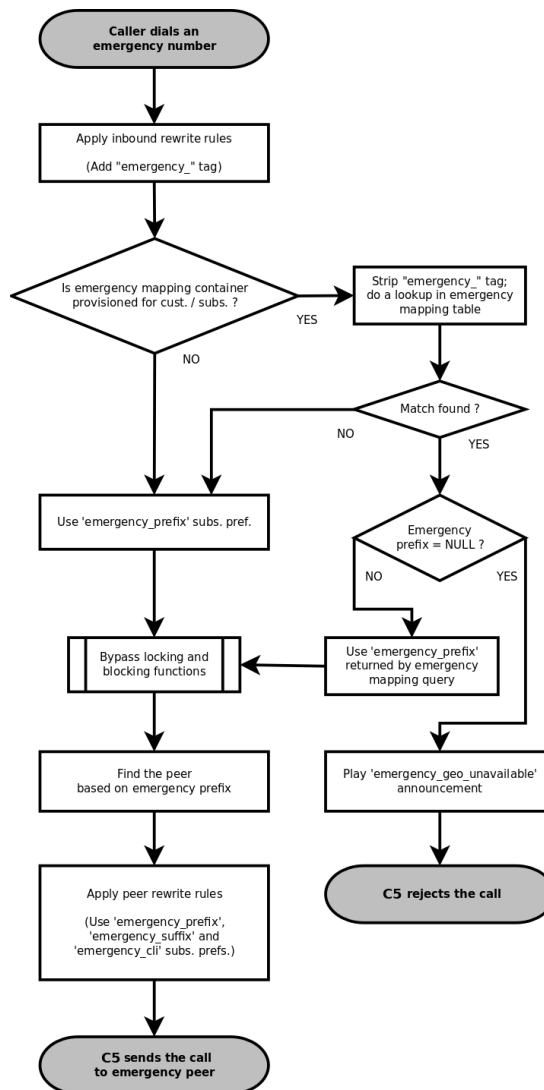 Caller dials an
emergency number
Apply inbound rewrite rules
(Add "emergency_" tag)
Is emergency mapping container
provisioned for cust. / subs. ?
YES
NO
Strip "emergency_" tag;
do a lookup in emergency
mapping table
Match found ?
NO
YES
Use 'emergency_prefix' subs. pref.
Emergency
prefix = NULL ?
NO
YES
Bypass locking and
blocking functions
Use 'emergency_prefix'
returned by emergency
mapping query
Find the peer
based on emergency prefix
Play 'emergency_geo_unavailable'
announcement
Apply peer rewrite rules
(Use 'emergency_prefix',
'emergency_suffix' and
'emergency_cli' subs. prefs.)
C5 rejects the call
C5 sends the call
to emergency peer